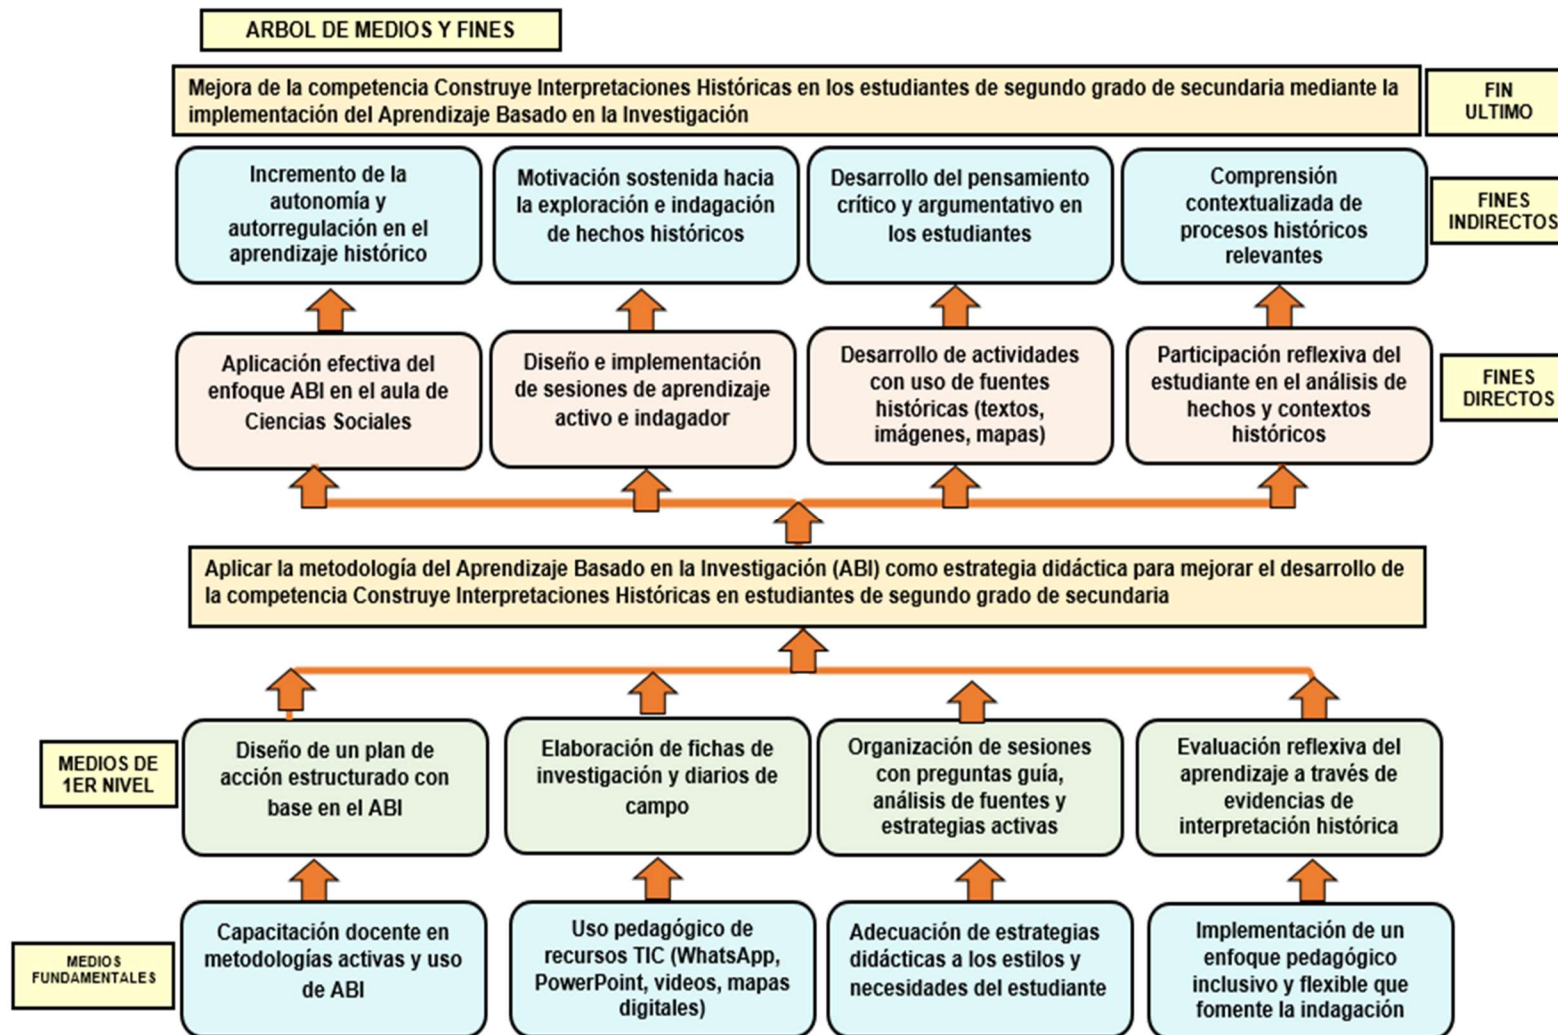 ARBOL DE MEDIOS Y FINES
Mejora de la competencia Construye Interpretaciones Históricas en los estudiantes de segundo grado de secundaria mediante la
implementación del Aprendizaje Basado en la Investigación
FIN
ULTIMO
Incremento de la
autonomía y
autorregulación en el
aprendizaje histórico
Motivación sostenida hacia
la exploración e indagación
de hechos históricos
Desarrollo del pensamiento
crítico y argumentativo en
los estudiantes
Comprensión
contextualizada de
procesos históricos
relevantes
FINES
INDIRECTOS
Aplicación efectiva del
enfoque ABI en el aula de
Ciencias Sociales
Diseño e implementación
de sesiones de aprendizaje
activo e indagador
Desarrollo de actividades
con uso de fuentes
históricas (textos,
imágenes, mapas)
Participación reflexiva del
estudiante en el análisis de
hechos y contextos
históricos
FINES
DIRECTOS
Aplicar la metodología del Aprendizaje Basado en la Investigación (ABI) como estrategia didáctica para mejorar el desarrollo de
la competencia Construye Interpretaciones Históricas en estudiantes de segundo grado de secundaria
MEDIOS DE
1ER NIVEL
Diseño de un plan de
acción estructurado con
base en el ABI
Elaboración de fichas de
investigación y diarios de
campo
Organización de sesiones
con preguntas guía,
análisis de fuentes y
estrategias activas
Evaluación reflexiva del
aprendizaje a través de
evidencias de
interpretación histórica
MEDIOS
FUNDAMENTALES
Capacitación docente en
metodologías activas y uso
de ABI
Uso pedagógico de
recursos TIC (WhatsApp,
PowerPoint, videos, mapas
digitales)
Adecuación de estrategias
didácticas a los estilos y
necesidades del estudiante
Implementación de un
enfoque pedagógico
inclusivo y flexible que
fomente la indagación